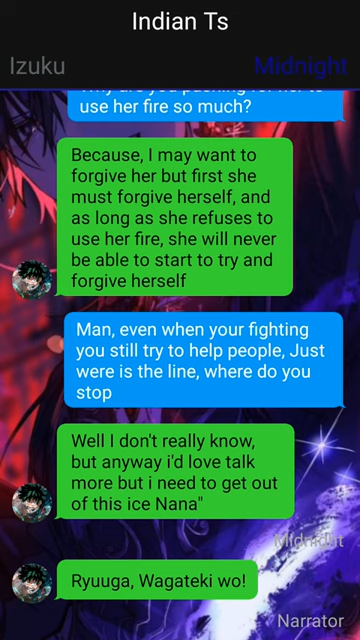 Indian Ts
Izuku
Midnight
Why are you pushing for her to
use her fire so much?
Because, I may want to
forgive her but first she
must forgive herself, and
as long as she refuses to
use her fire, she will never
be able to start to try and
forgive herself
Man, even when your fighting
you still try to help people, Just
were is the line, where do you
stop
Well I don't really know,
but anyway i'd love talk
more but i need to get out
of this ice Nana"
Midnight
Ryuuga, Wagateki wo!
Narrator